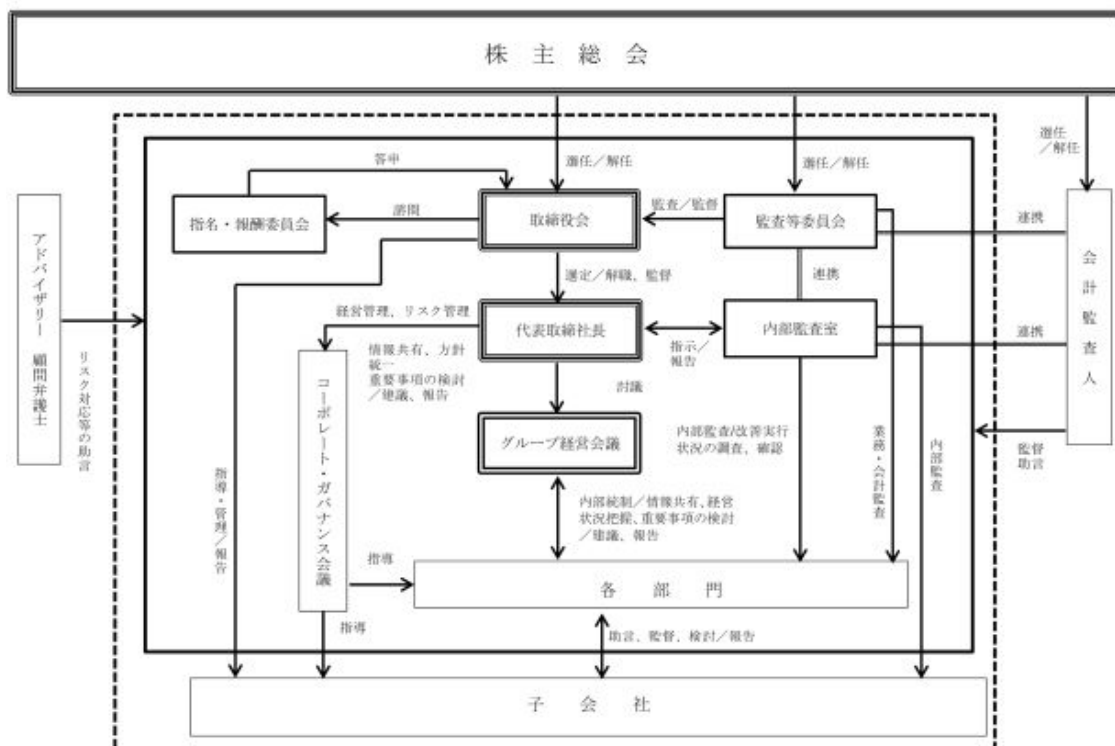 株主総会
選任／解任
選任／解任
選任
／解任
答申
諮問
指名・報酬委員会
取締役会
監査／監督
監査等委員会
連携
会計監査人
選定／解職、監督
連携
経営管理、リスク管理
代表取締役社長
内部監査室
連携
指示／
報告
情報共有、方針
統一
重要事項の検討
／建議、報告
討議
アドバイザリー 顧問弁護士
リスク対応等の助言
コーポレート・ガバナンス会議
グループ経営会議
内部監査/改善実行
状況の調査、確認
業務・会計監査
内部監査
監督
助言
指導・管理／報告
内部統制／情報共有、経営
状況把握、重要事項の検討
／建議、報告
指導
各部門
指導
助言、監督、検討／報告
子会社